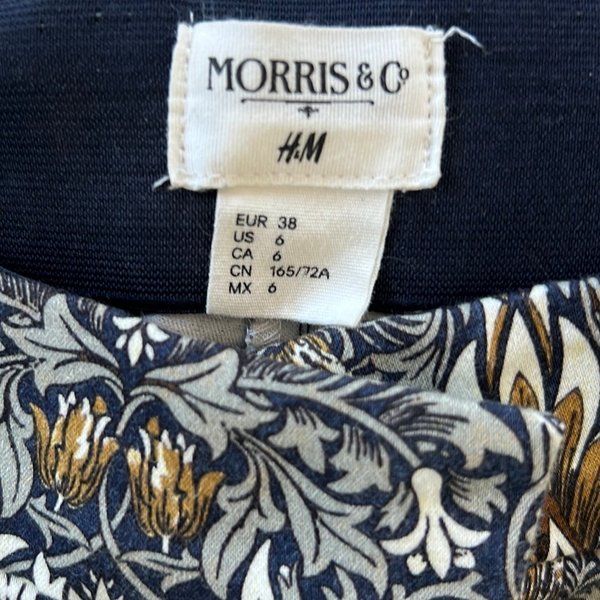 MORRIS & Co
H&M
EUR 38
US 6
CA 6
CN 165/72A
MX 6